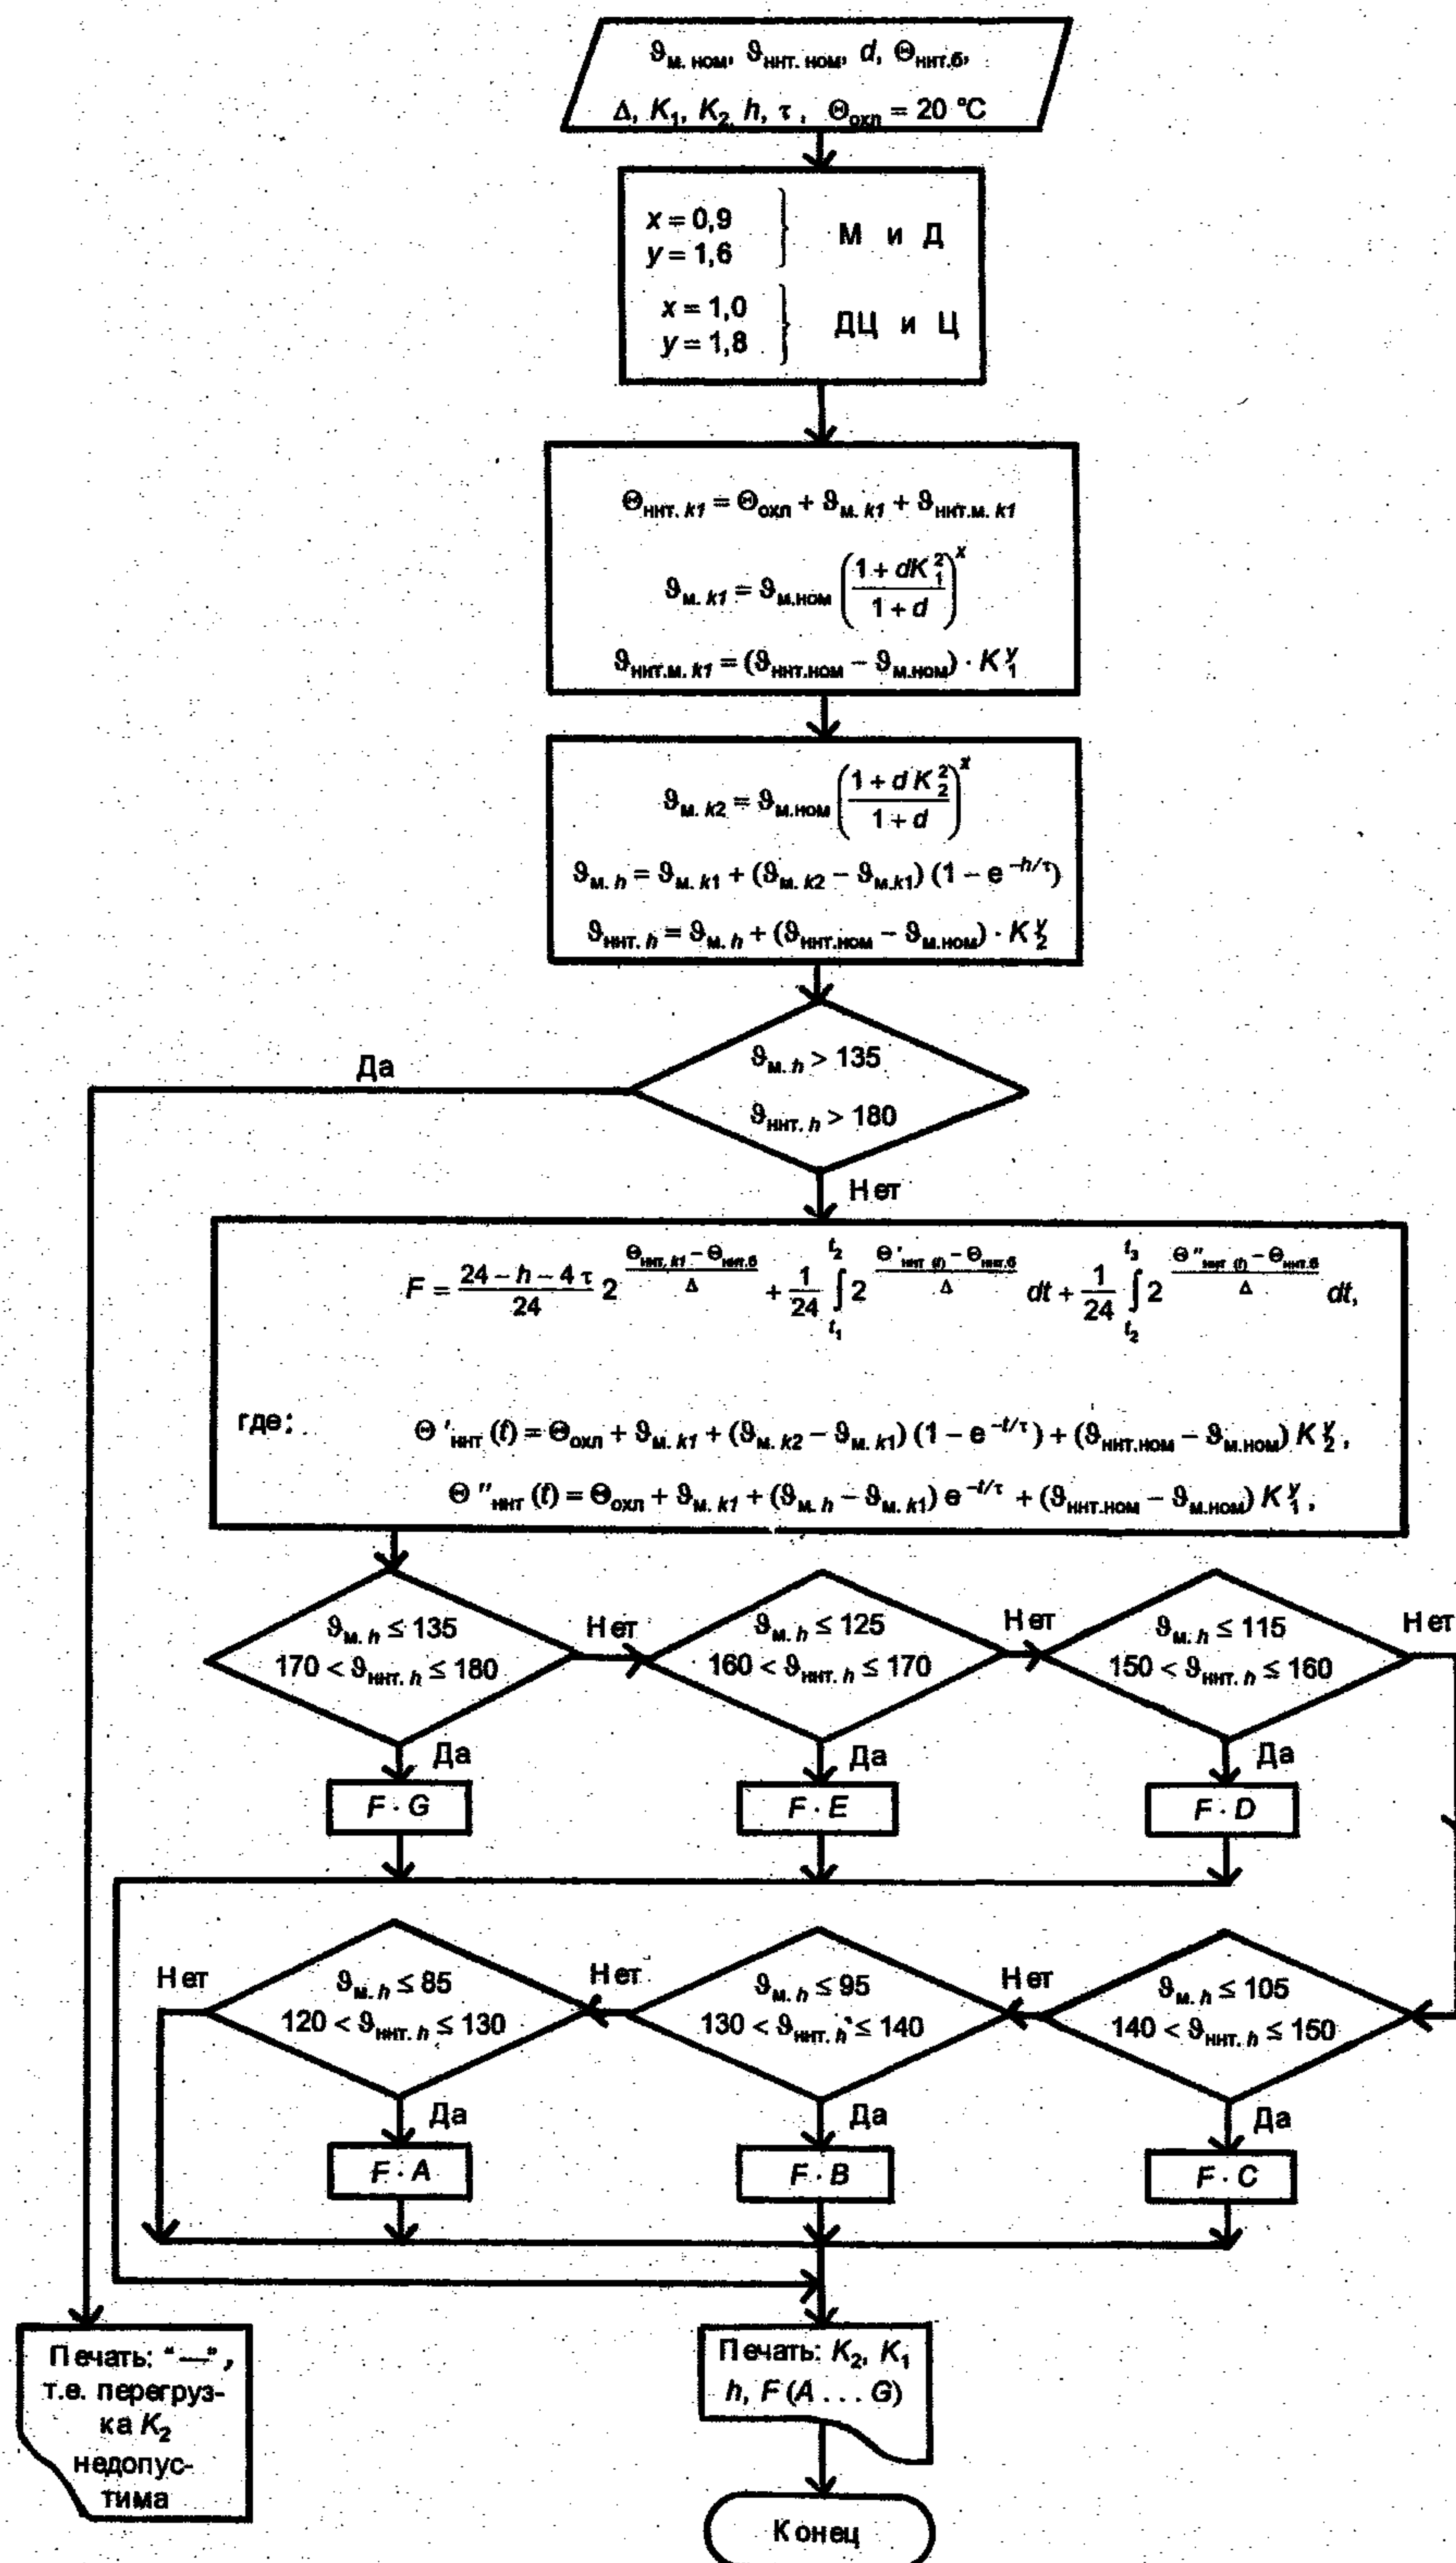 ϑм. ном, ϑннт. ном, d, Θннт.б,
Δ, K₁, K₂, h, τ, Θохл = 20 °C
x = 0,9
y = 1,6
М и Д
x = 1,0
y = 1,8
ДЦ и Ц
Θннт. k1 = Θохл + ϑм. k1 + ϑннт.м. k1
ϑм. k1 = ϑм.ном ((1 + dK₁²)/(1 + d))^x
ϑннт.м. k1 = (ϑннт.ном − ϑм.ном) · K₁^y
ϑм. k2 = ϑм.ном ((1 + d K₂²)/(1 + d))^x
ϑм. h = ϑм. k1 + (ϑм. k2 − ϑм.k1) (1 − e^(−h/τ))
ϑннт. h = ϑм. h + (ϑннт.ном − ϑм.ном) · K₂^y
ϑм. h > 135
ϑннт. h > 180
Да
Нет
F = (24 − h − 4 τ)/24 2^((Θннт. k1 − Θннт.б)/Δ) + 1/24 ∫_{t₁}^{t₂} 2^((Θ'ннт (t) − Θннт.б)/Δ) dt + 1/24 ∫_{t₂}^{t₃} 2^((Θ''ннт (t) − Θннт.б)/Δ) dt,
где:
Θ'ннт (t) = Θохл + ϑм. k1 + (ϑм. k2 − ϑм. k1) (1 − e^(−t/τ)) + (ϑннт.ном − ϑм.ном) K₂^y,
Θ''ннт (t) = Θохл + ϑм. k1 + (ϑм. h − ϑм. k1) e^(−t/τ) + (ϑннт.ном − ϑм.ном) K₁^y,
ϑм. h ≤ 135
170 < ϑннт. h ≤ 180
Нет
ϑм. h ≤ 125
160 < ϑннт. h ≤ 170
Нет
ϑм. h ≤ 115
150 < ϑннт. h ≤ 160
Нет
Да
Да
Да
F · G
F · E
F · D
Нет
ϑм. h ≤ 85
120 < ϑннт. h ≤ 130
Нет
ϑм. h ≤ 95
130 < ϑннт. h ≤ 140
Нет
ϑм. h ≤ 105
140 < ϑннт. h ≤ 150
Да
Да
Да
F · A
F · B
F · C
Печать: "—",
т.е. перегруз-
ка K₂
недопус-
тима
Печать: K₂, K₁
h, F (A . . . G)
Конец